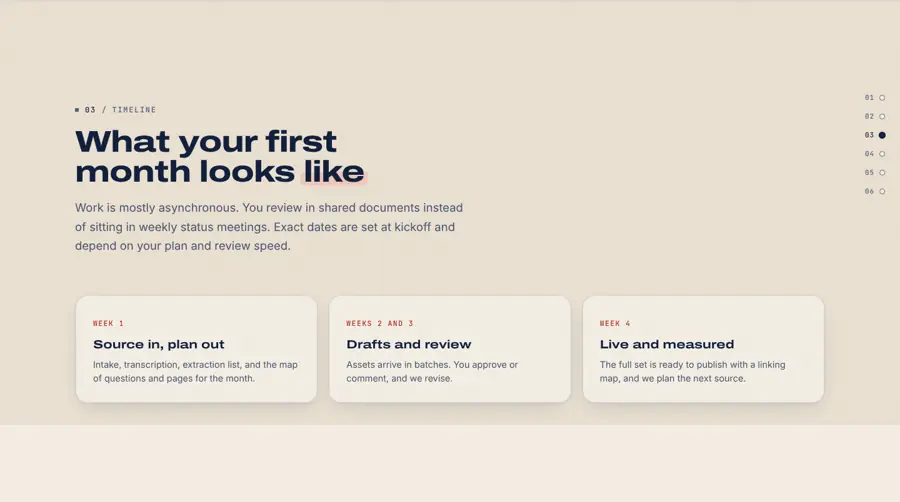 ■ 03 / TIMELINE
What your first
month looks like
Work is mostly asynchronous. You review in shared documents instead
of sitting in weekly status meetings. Exact dates are set at kickoff and
depend on your plan and review speed.
01
02
03
04
05
06
WEEK 1
Source in, plan out
Intake, transcription, extraction list, and the map
of questions and pages for the month.
WEEKS 2 AND 3
Drafts and review
Assets arrive in batches. You approve or
comment, and we revise.
WEEK 4
Live and measured
The full set is ready to publish with a linking
map, and we plan the next source.